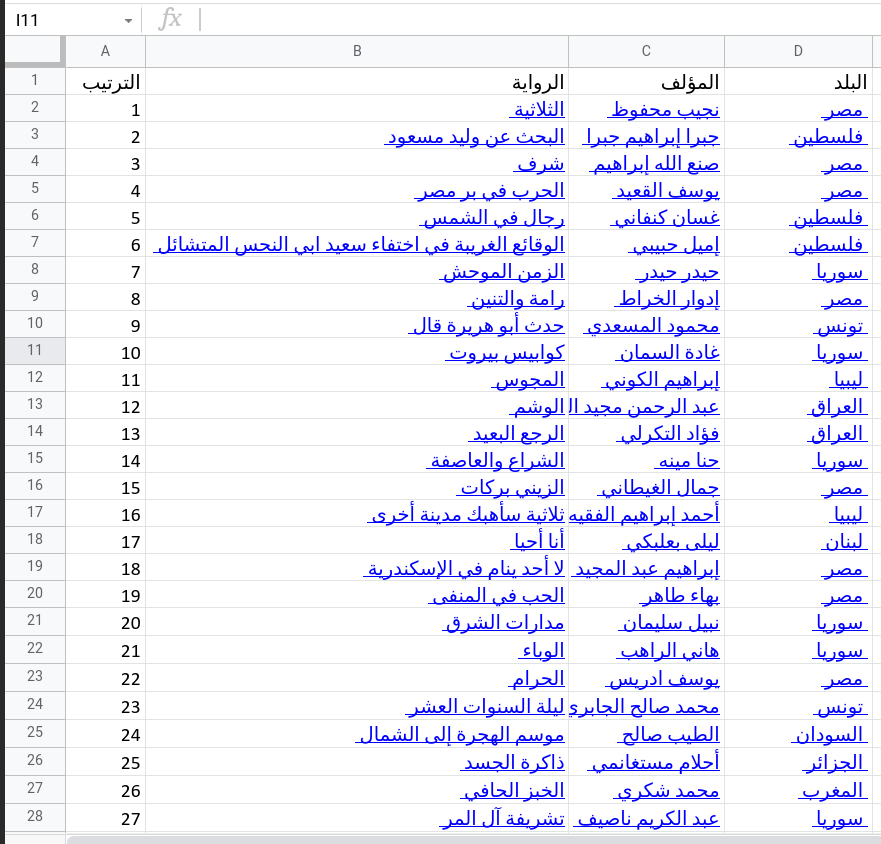 I11 fx
A B C D
1 الترتيب الرواية المؤلف البلد
2 1 الثلاثية نجيب محفوظ مصر
3 2 البحث عن وليد مسعود جبرا إبراهيم جبرا فلسطين
4 3 شرف صنع الله إبراهيم مصر
5 4 الحرب في بر مصر يوسف القعيد مصر
6 5 رجال في الشمس غسان كنفاني فلسطين
7 6 الوقائع الغريبة في اختفاء سعيد ابي النحس المتشائل إميل حبيبي فلسطين
8 7 الزمن الموحش حيدر حيدر سوريا
9 8 رامة والتنين إدوار الخراط مصر
10 9 حدث أبو هريرة قال محمود المسعدي تونس
11 10 كوابيس بيروت غادة السمان سوريا
12 11 المجوس إبراهيم الكوني ليبيا
13 12 الوشم عبد الرحمن مجيد ال العراق
14 13 الرجع البعيد فؤاد التكرلي العراق
15 14 الشراع والعاصفة حنا مينه سوريا
16 15 الزيني بركات جمال الغيطاني مصر
17 16 ثلاثية سأهبك مدينة أخرى أحمد إبراهيم الفقيه ليبيا
18 17 أنا أحيا ليلى بعلبكي لبنان
19 18 لا أحد ينام في الإسكندرية إبراهيم عبد المجيد مصر
20 19 الحب في المنفى بهاء طاهر مصر
21 20 مدارات الشرق نبيل سليمان سوريا
22 21 الوباء هاني الراهب سوريا
23 22 الحرام يوسف ادريس مصر
24 23 ليلة السنوات العشر محمد صالح الجابري تونس
25 24 موسم الهجرة إلى الشمال الطيب صالح السودان
26 25 ذاكرة الجسد أحلام مستغانمي الجزائر
27 26 الخبز الحافي محمد شكري المغرب
28 27 تشريفة آل المر عبد الكريم ناصيف سوريا